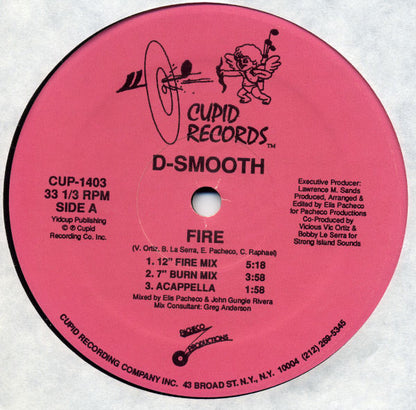 CUPID
RECORDS TM
D-SMOOTH
CUP-1403
33 1/3 RPM
SIDE A
Yidoup Publishing
© ℗ Cupid
Recording Co. Inc.
Executive Producer:
Lawrence M. Sands
Produced, Arranged &
Edited by Elis Pacheco
for Pacheco Productions
Co-Produced by
Vicious Vic Ortiz &
Bobby Le Serra for
Strong Island Sounds
FIRE
(V. Ortiz. B. La Serra, E. Pacheco, C. Raphael)
1. 12" FIRE MIX 5:18
2. 7" BURN MIX 3:58
3. ACAPPELLA 1:58
Mixed by Elis Pacheco & John Gungie Rivera
Mix Consultant: Greg Anderson
PACHECO
PRODUCTIONS
CUPID RECORDING COMPANY INC. 43 BROAD ST. N.Y., N.Y. 10004 (212) 269-5345